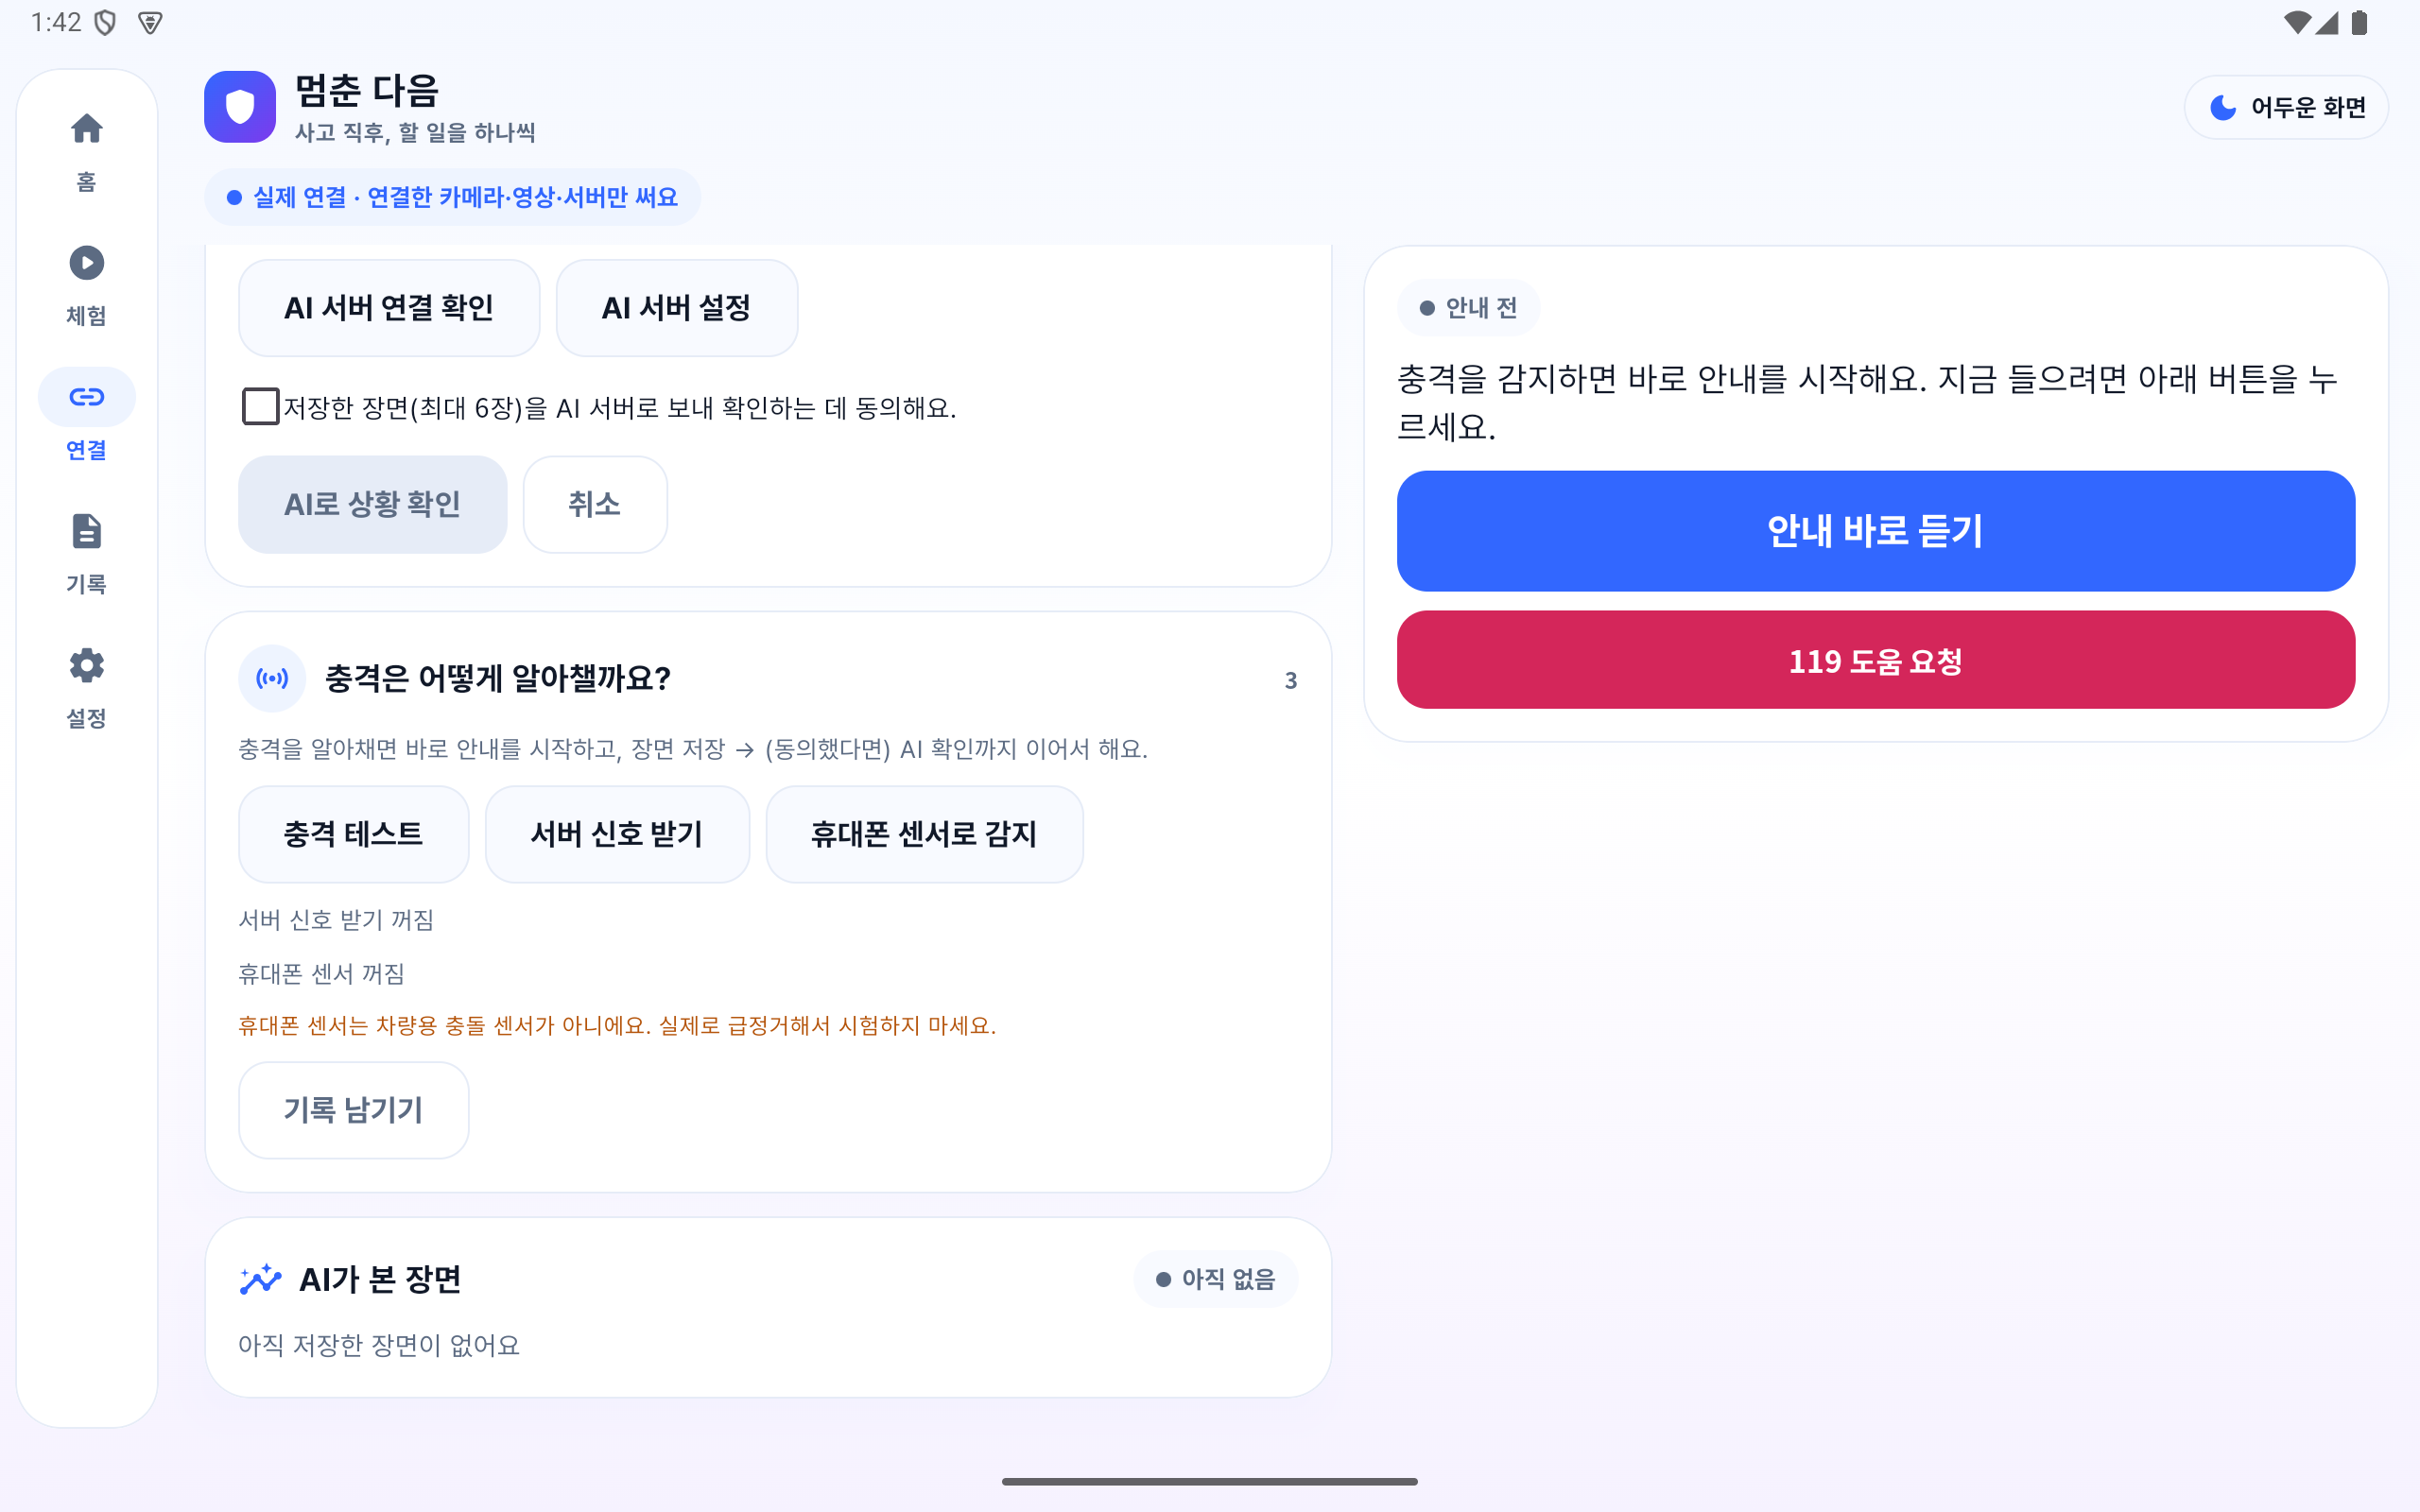 1:42
홈
체험
연결
기록
설정
멈춘 다음
사고 직후, 할 일을 하나씩
어두운 화면
실제 연결 · 연결한 카메라·영상·서버만 써요
AI 서버 연결 확인
AI 서버 설정
저장한 장면(최대 6장)을 AI 서버로 보내 확인하는 데 동의해요.
AI로 상황 확인
취소
충격은 어떻게 알아챌까요?
3
충격을 알아채면 바로 안내를 시작하고, 장면 저장 → (동의했다면) AI 확인까지 이어서 해요.
충격 테스트
서버 신호 받기
휴대폰 센서로 감지
서버 신호 받기 꺼짐
휴대폰 센서 꺼짐
휴대폰 센서는 차량용 충돌 센서가 아니에요. 실제로 급정거해서 시험하지 마세요.
기록 남기기
AI가 본 장면
아직 없음
아직 저장한 장면이 없어요
안내 전
충격을 감지하면 바로 안내를 시작해요. 지금 들으려면 아래 버튼을 누
르세요.
안내 바로 듣기
119 도움 요청